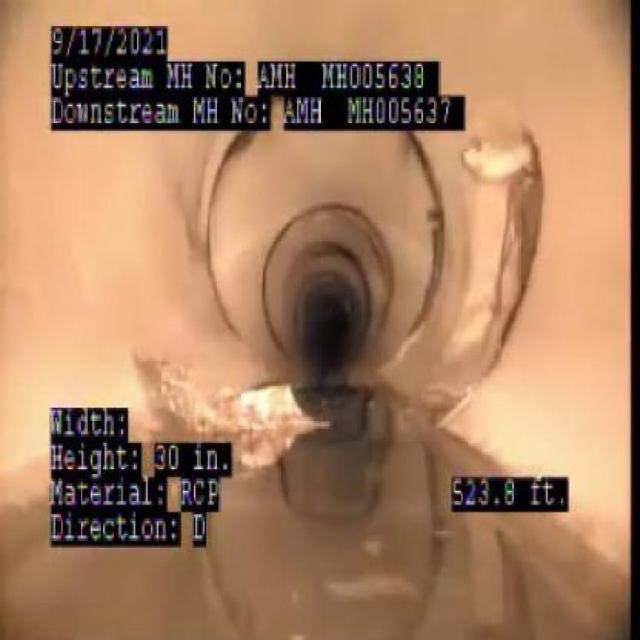 9/17/2021
Upstream MH No: AMH MH005638
Downstream MH No: AMH MH005637
Width:
Height: 30 in.
Material: RCP
Direction: D
523.8 ft.